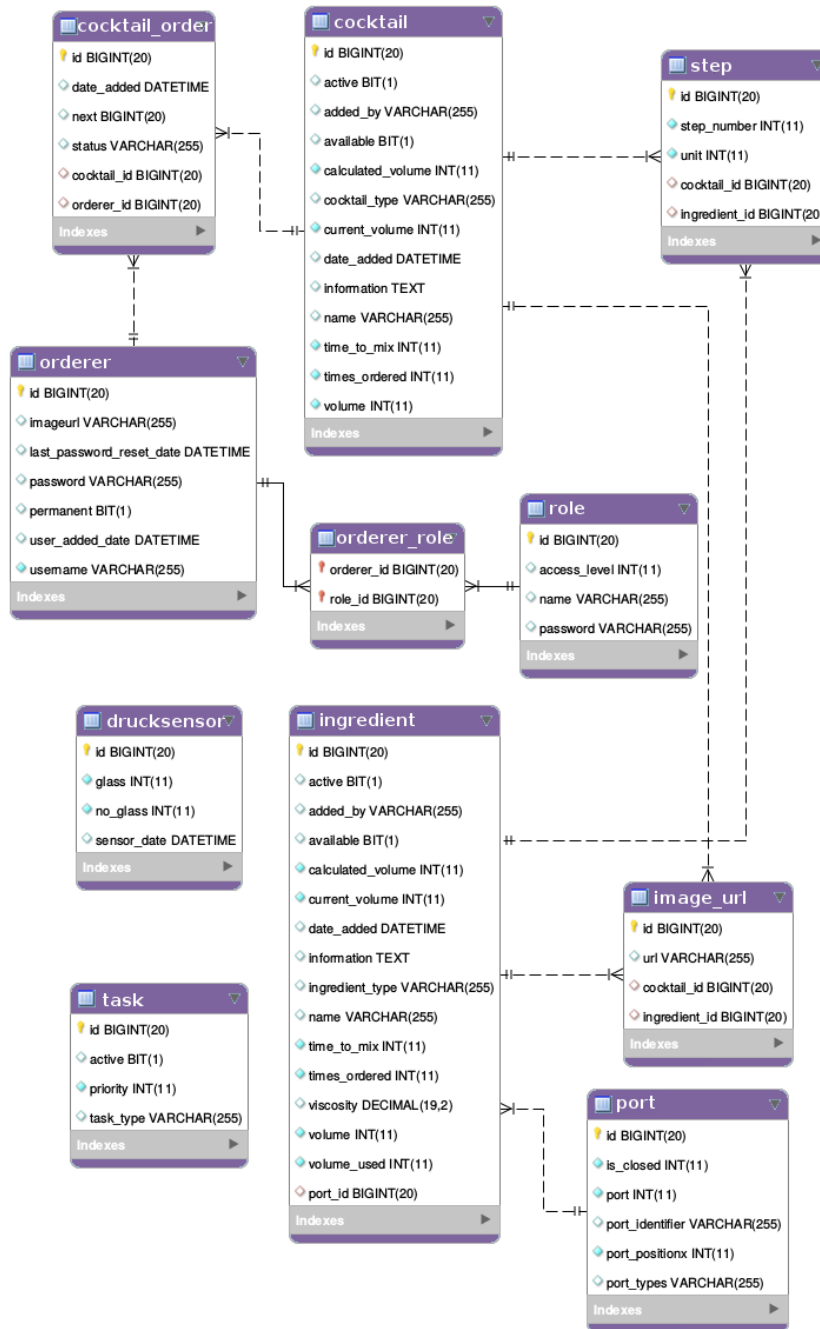 cocktail_order
id BIGINT(20)
date_added DATETIME
next BIGINT(20)
status VARCHAR(255)
cocktail_id BIGINT(20)
orderer_id BIGINT(20)
Indexes
cocktail
id BIGINT(20)
active BIT(1)
added_by VARCHAR(255)
available BIT(1)
calculated_volume INT(11)
cocktail_type VARCHAR(255)
current_volume INT(11)
date_added DATETIME
information TEXT
name VARCHAR(255)
time_to_mix INT(11)
times_ordered INT(11)
volume INT(11)
Indexes
step
id BIGINT(20)
step_number INT(11)
unit INT(11)
cocktail_id BIGINT(20)
ingredient_id BIGINT(20
Indexes
orderer
id BIGINT(20)
imageurl VARCHAR(255)
last_password_reset_date DATETIME
password VARCHAR(255)
permanent BIT(1)
user_added_date DATETIME
username VARCHAR(255)
Indexes
orderer_role
orderer_id BIGINT(20)
role_id BIGINT(20)
Indexes
role
id BIGINT(20)
access_level INT(11)
name VARCHAR(255)
password VARCHAR(255)
Indexes
drucksensor
id BIGINT(20)
glass INT(11)
no_glass INT(11)
sensor_date DATETIME
Indexes
ingredient
id BIGINT(20)
active BIT(1)
added_by VARCHAR(255)
available BIT(1)
calculated_volume INT(11)
current_volume INT(11)
date_added DATETIME
information TEXT
ingredient_type VARCHAR(255)
name VARCHAR(255)
time_to_mix INT(11)
times_ordered INT(11)
viscosity DECIMAL(19,2)
volume INT(11)
volume_used INT(11)
port_id BIGINT(20)
Indexes
image_url
id BIGINT(20)
url VARCHAR(255)
cocktail_id BIGINT(20)
ingredient_id BIGINT(20)
Indexes
task
id BIGINT(20)
active BIT(1)
priority INT(11)
task_type VARCHAR(255)
Indexes
port
id BIGINT(20)
is_closed INT(11)
port INT(11)
port_identifier VARCHAR(255)
port_positionx INT(11)
port_types VARCHAR(255)
Indexes